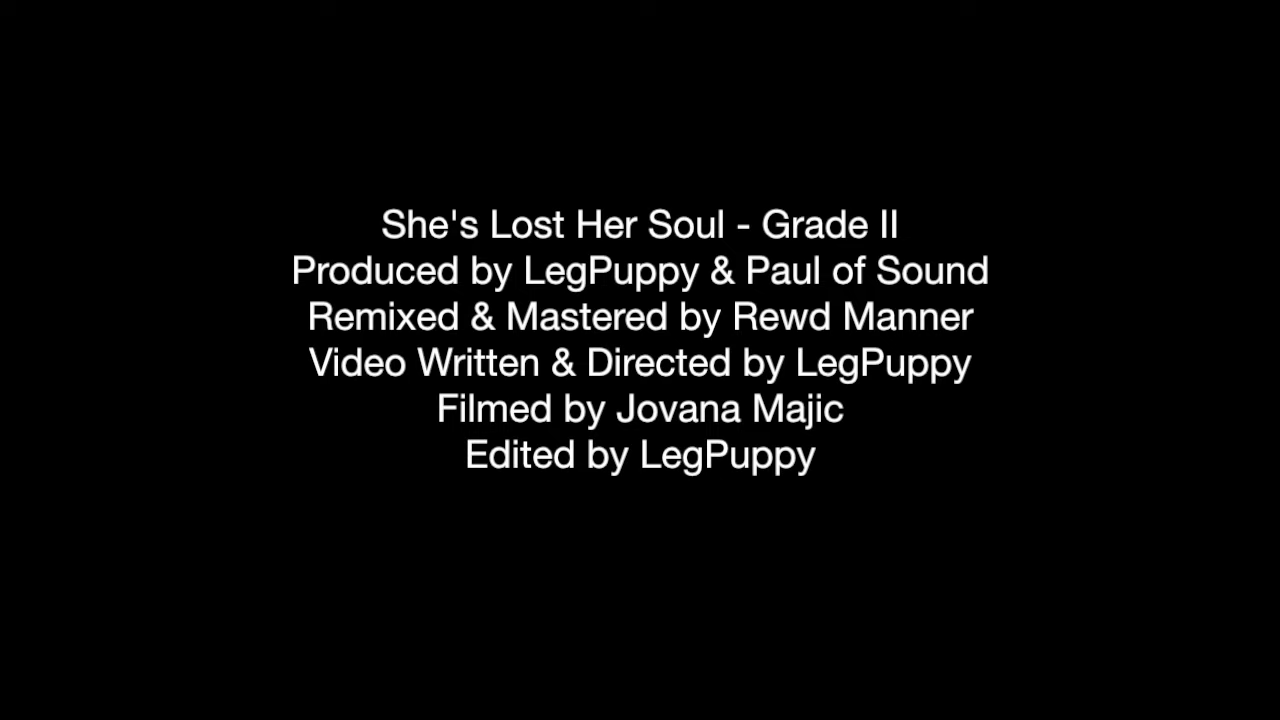 She's Lost Her Soul - Grade II
Produced by LegPuppy & Paul of Sound
Remixed & Mastered by Rewd Manner
Video Written & Directed by LegPuppy
Filmed by Jovana Majic
Edited by LegPuppy